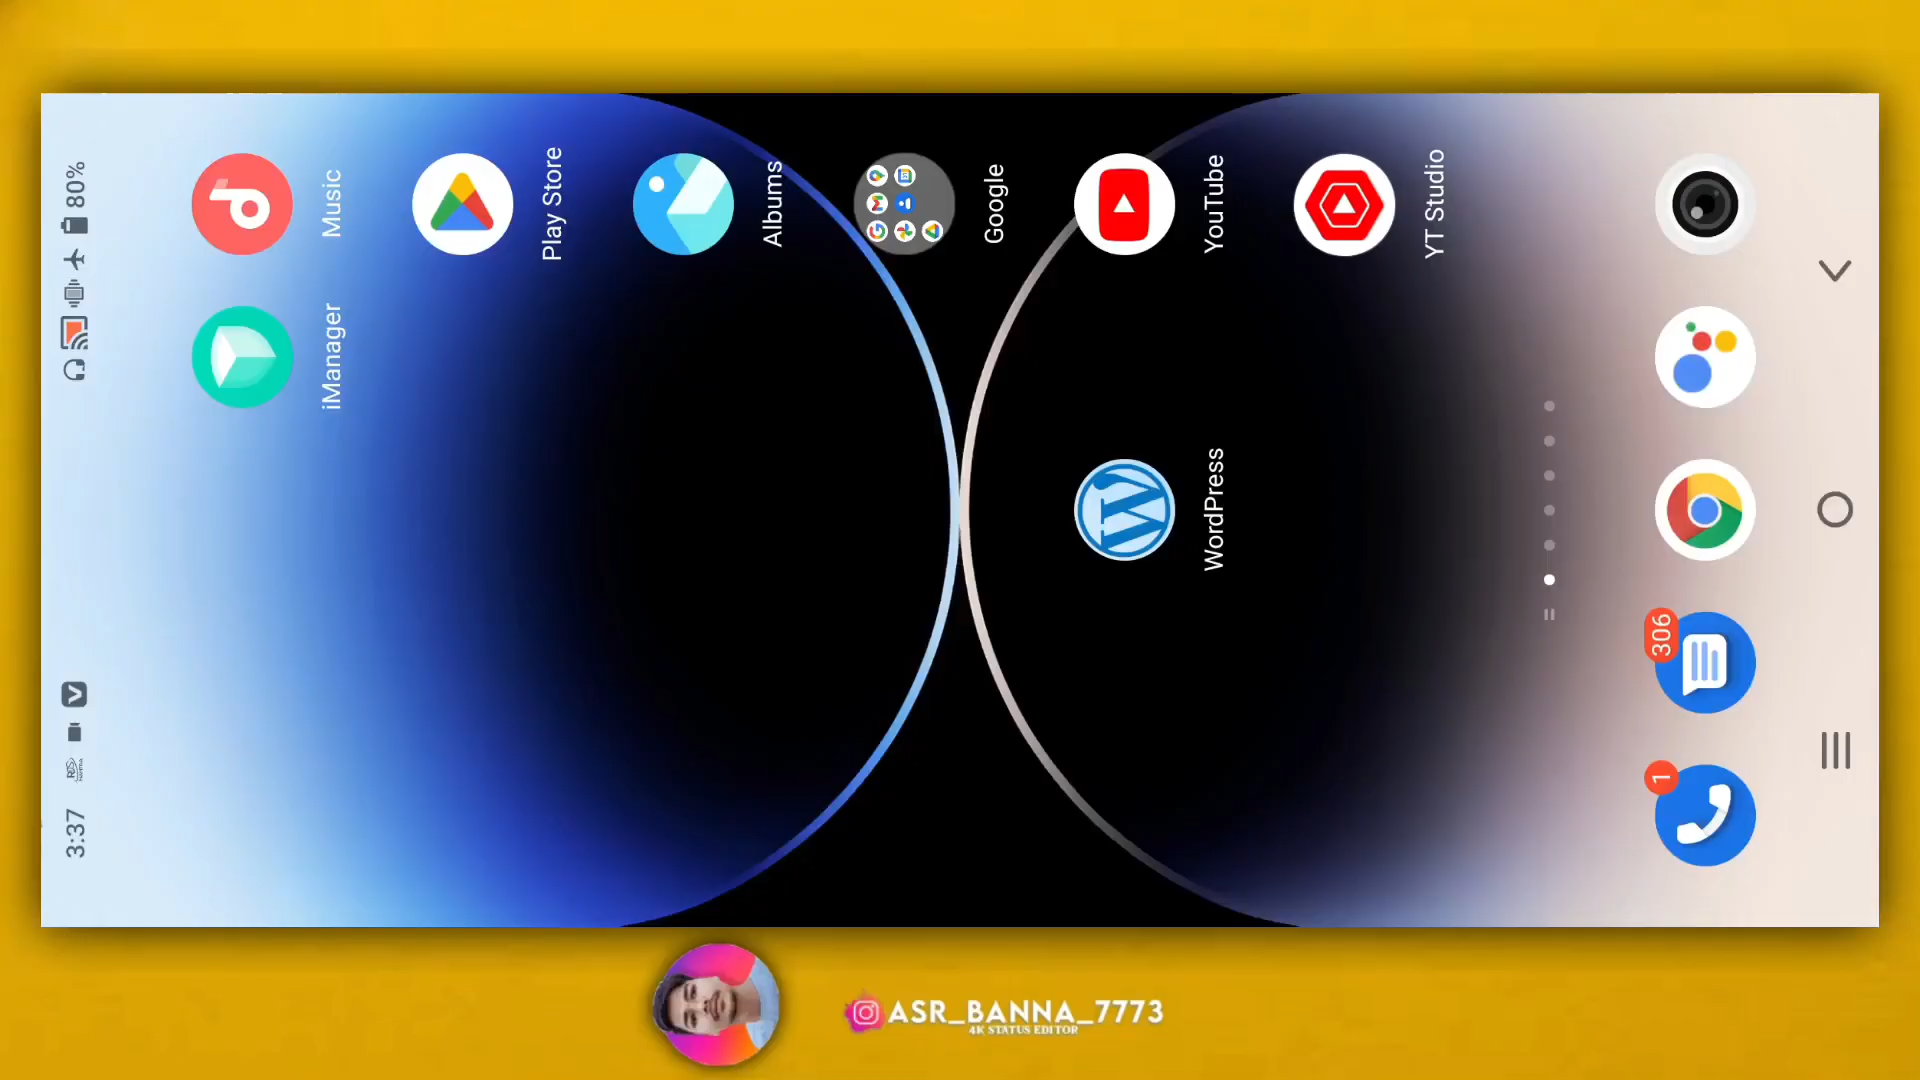 3:37
80%
Music
Play Store
Albums
Google
YouTube
YT Studio
iManager
WordPress
306
1
ASR_BANNA_7773
4K STATUS EDITOR